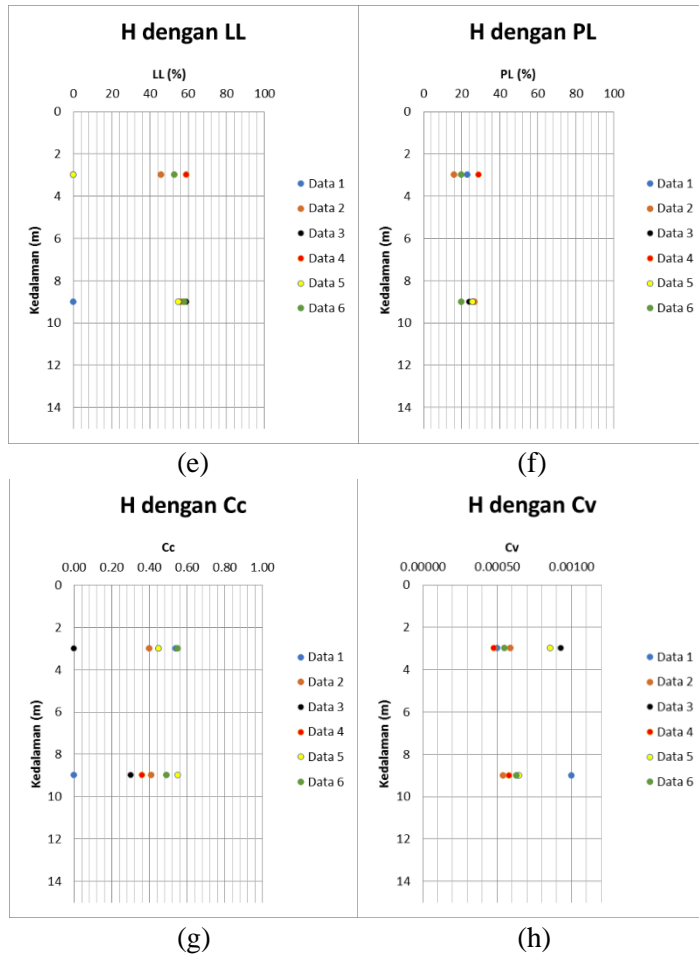 H dengan LL
LL (%)
0 20 40 60 80 100
Kedalaman (m)
0
2
4
6
8
10
12
14
Data 1
Data 2
Data 3
Data 4
Data 5
Data 6
(e)
H dengan PL
PL (%)
0 20 40 60 80 100
Kedalaman (m)
0
2
4
6
8
10
12
14
Data 1
Data 2
Data 3
Data 4
Data 5
Data 6
(f)
H dengan Cc
Cc
0.00 0.20 0.40 0.60 0.80 1.00
Kedalaman (m)
0
2
4
6
8
10
12
14
Data 1
Data 2
Data 3
Data 4
Data 5
Data 6
(g)
H dengan Cv
Cv
0.00000 0.00050 0.00100
Kedalaman (m)
0
2
4
6
8
10
12
14
Data 1
Data 2
Data 3
Data 4
Data 5
Data 6
(h)